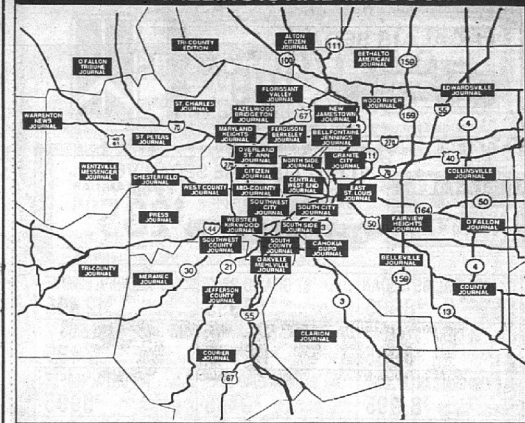 TRI-COUNTY
EDITION
ALTON
CITIZEN
JOURNAL
111
100
159
BETHALTO
AMERICAN
JOURNAL
O'FALLON
TRIBUNE
JOURNAL
FLORISSANT
VALLEY
JOURNAL
EDWARDSVILLE
JOURNAL
ST. CHARLES
JOURNAL
HAZELWOOD
BRIDGETON
JOURNAL
67
NEW
JAMESTOWN
JOURNAL
WOOD RIVER
JOURNAL
159
55
4
WARRENTON
NEWS
JOURNAL
61
70
ST. PETERS
JOURNAL
MARYLAND
HEIGHTS
JOURNAL
FERGUSON
BERKELEY
JOURNAL
BELLFONTAINE
JENNINGS
JOURNAL
270
OVERLAND
ST. ANN
JOURNAL
NORTH SIDE
JOURNAL
GRANITE
CITY
JOURNAL
111
40
COLLINSVILLE
JOURNAL
WENTZVILLE
MESSENGER
JOURNAL
CHESTERFIELD
JOURNAL
CITIZEN
JOURNAL
WEST COUNTY
JOURNAL
MID-COUNTY
JOURNAL
CENTRAL
WEST END
JOURNAL
EAST
ST. LOUIS
JOURNAL
PRESS
JOURNAL
SOUTHWEST
CITY
JOURNAL
SOUTH CITY
JOURNAL
164
50
50
FAIRVIEW
HEIGHTS
JOURNAL
O'FALLON
JOURNAL
44
WEBSTER
KIRKWOOD
JOURNAL
SOUTH SIDE
JOURNAL
3
SOUTHWEST
COUNTY
JOURNAL
SOUTH
COUNTY
JOURNAL
CAHOKIA
DUPO
JOURNAL
BELLEVILLE
JOURNAL
TRI-COUNTY
JOURNAL
MERAMEC
JOURNAL
30
21
OAKVILLE
MEHLVILLE
JOURNAL
159
4
COUNTY
JOURNAL
JEFFERSON
COUNTY
JOURNAL
55
3
13
CLARION
JOURNAL
COURIER
JOURNAL
67